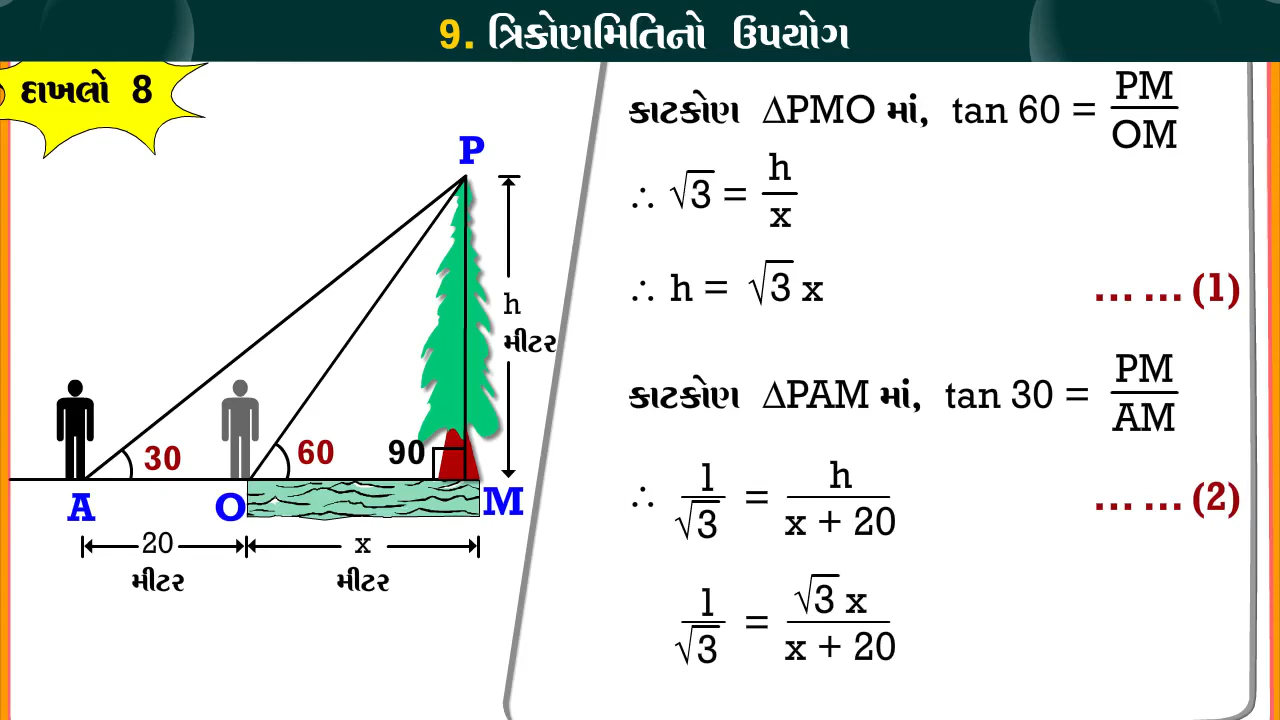 9. ત્રિકોણમિતિનો ઉપયોગ
દાખલો 8
P
h
મીટર
30
60
90
A
O
M
20
મીટર
x
મીટર
કાટકોણ ΔPMO માં, tan 60 = PM/OM
∴ √3 = h/x
∴ h = √3 x ... ... (1)
કાટકોણ ΔPAM માં, tan 30 = PM/AM
∴ 1/√3 = h/(x + 20) ... ... (2)
1/√3 = √3 x/(x + 20)